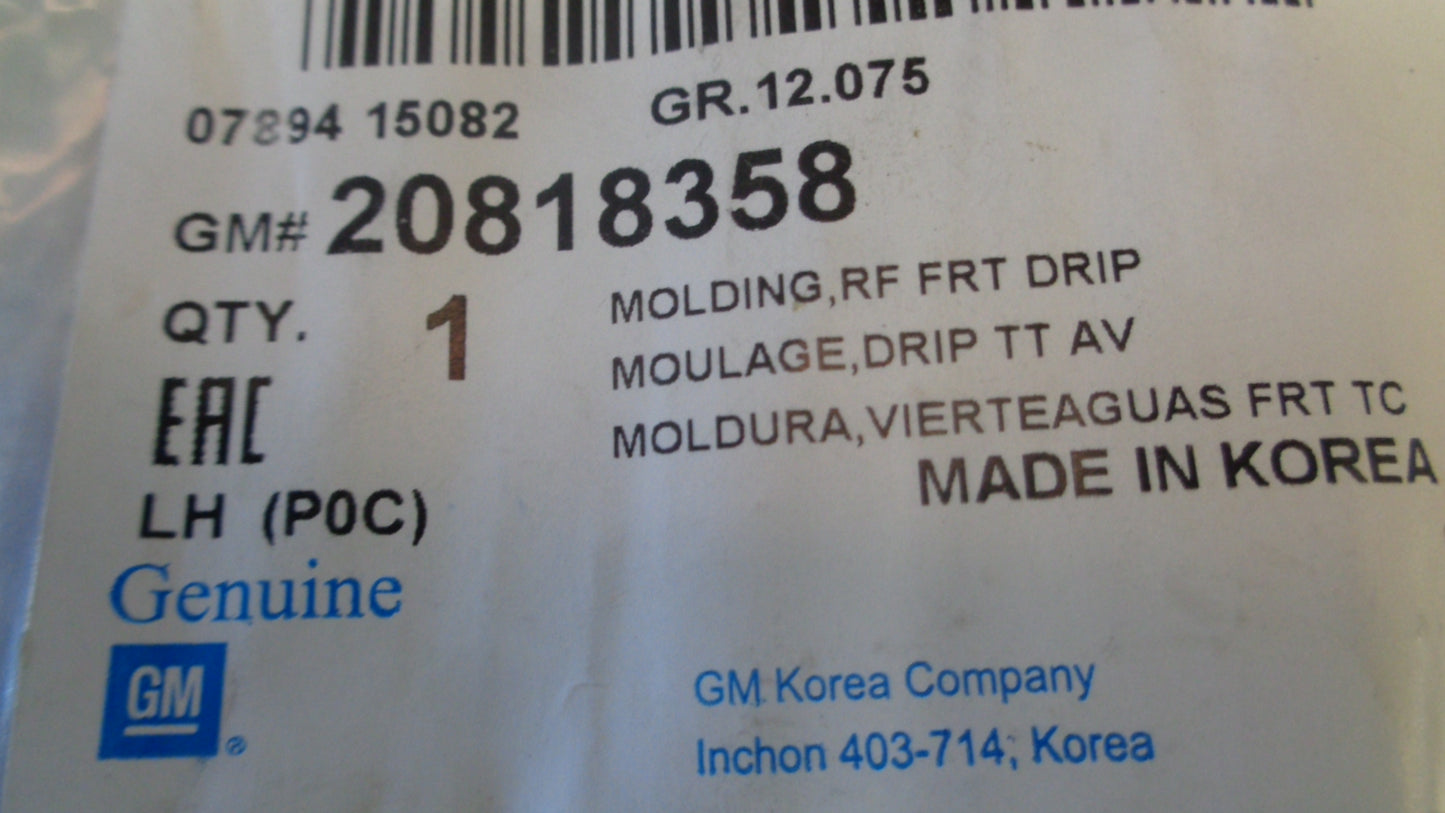 07894 15082 GR.12.075
GM# 20818358
QTY. 1 MOLDING,RF FRT DRIP
MOULAGE,DRIP TT AV
EAC MOLDURA,VIERTEAGUAS FRT TC
MADE IN KOREA
LH (P0C)
Genuine
GM ®
GM Korea Company
Inchon 403-714, Korea